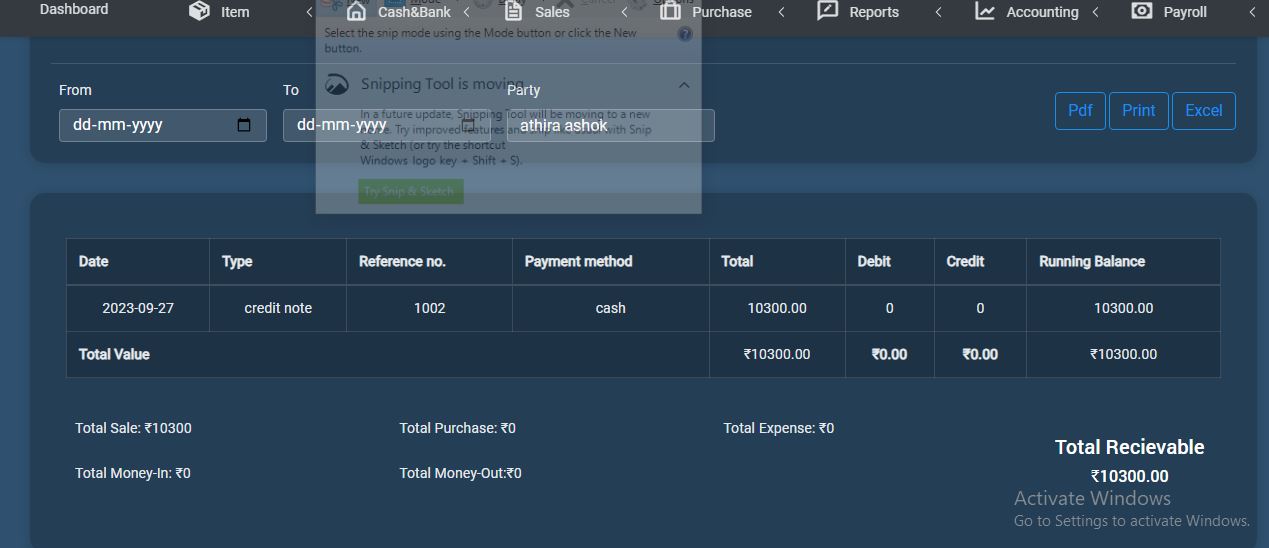 Dashboard Item Cash&Bank Sales Purchase Reports Accounting Payroll
Select the snip mode using the Mode button or click the New
button.
Snipping Tool is moving...
From To Party
dd-mm-yyyy dd-mm-yyyy athira ashok Pdf Print Excel
In a future update, Snipping Tool will be moving to a new
home. Try improved features and snip like usual with Snip
& Sketch (or try the shortcut
Windows logo key + Shift + S).
Try Snip & Sketch
Date Type Reference no. Payment method Total Debit Credit Running Balance
2023-09-27 credit note 1002 cash 10300.00 0 0 10300.00
Total Value ₹10300.00 ₹0.00 ₹0.00 ₹10300.00
Total Sale: ₹10300 Total Purchase: ₹0 Total Expense: ₹0
Total Recievable
Total Money-In: ₹0 Total Money-Out:₹0 ₹10300.00
Activate Windows
Go to Settings to activate Windows.